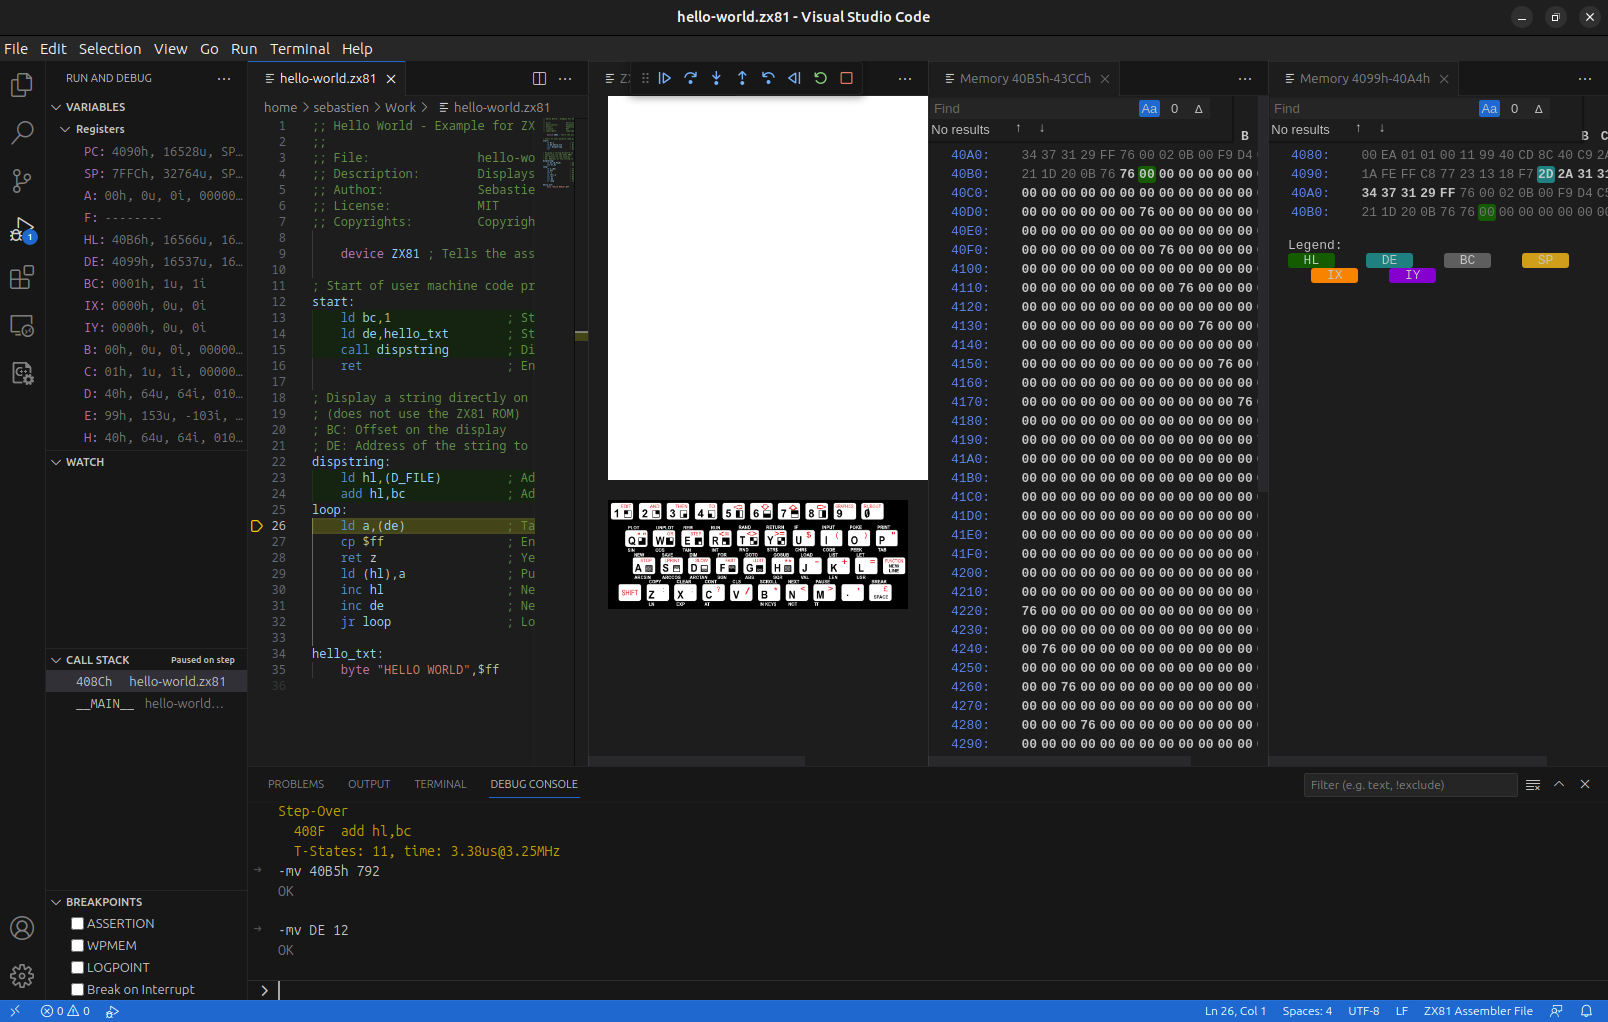 hello-world.zx81 - Visual Studio Code
File Edit Selection View Go Run Terminal Help
RUN AND DEBUG ...
VARIABLES
Registers
PC: 4090h, 16528u, SP...
SP: 7FFCh, 32764u, SP...
A: 00h, 0u, 0i, 00000...
F: --------
HL: 40B6h, 16566u, 16...
DE: 4099h, 16537u, 16...
BC: 0001h, 1u, 1i
IX: 0000h, 0u, 0i
IY: 0000h, 0u, 0i
B: 00h, 0u, 0i, 00000...
C: 01h, 1u, 1i, 00000...
D: 40h, 64u, 64i, 010...
E: 99h, 153u, -103i, ...
H: 40h, 64u, 64i, 010...
WATCH
CALL STACK Paused on step
408Ch hello-world.zx81
__MAIN__ hello-world...
BREAKPOINTS
ASSERTION
WPMEM
LOGPOINT
Break on Interrupt
1
hello-world.zx81
home > sebastien > Work > hello-world.zx81
1 ;; Hello World - Example for ZX
2 ;;
3 ;; File: hello-wo
4 ;; Description: Displays
5 ;; Author: Sebastie
6 ;; License: MIT
7 ;; Copyrights: Copyrigh
8
9 device ZX81 ; Tells the ass
10
11 ; Start of user machine code pr
12 start:
13 ld bc,1 ; St
14 ld de,hello_txt ; St
15 call dispstring ; Di
16 ret ; En
17
18 ; Display a string directly on
19 ; (does not use the ZX81 ROM)
20 ; BC: Offset on the display
21 ; DE: Address of the string to
22 dispstring:
23 ld hl,(D_FILE) ; Ad
24 add hl,bc ; Ad
25 loop:
26 ld a,(de) ; Ta
27 cp $ff ; En
28 ret z ; Ye
29 ld (hl),a ; Pu
30 inc hl ; Ne
31 inc de ; Ne
32 jr loop ; Lo
33
34 hello_txt:
35 byte "HELLO WORLD",$ff
36
1 2 3 4 5 6 7 8 9 0
Q W E R T Y U I O P
A S D F G H J K L NEW LINE
SHIFT Z X C V B N M . SPACE
Memory 40B5h-43CCh
Find Aa 0 Δ
No results ↑ ↓
B
40A0: 34 37 31 29 FF 76 00 02 0B 00 F9 D4
40B0: 21 1D 20 0B 76 76 00 00 00 00 00 00
40C0: 00 00 00 00 00 00 00 00 00 00 00 00
40D0: 00 00 00 00 00 00 76 00 00 00 00 00
40E0: 00 00 00 00 00 00 00 00 00 00 00 00
40F0: 00 00 00 00 00 00 00 76 00 00 00 00
4100: 00 00 00 00 00 00 00 00 00 00 00 00
4110: 00 00 00 00 00 00 00 00 76 00 00 00
4120: 00 00 00 00 00 00 00 00 00 00 00 00
4130: 00 00 00 00 00 00 00 00 00 76 00 00
4140: 00 00 00 00 00 00 00 00 00 00 00 00
4150: 00 00 00 00 00 00 00 00 00 00 76 00
4160: 00 00 00 00 00 00 00 00 00 00 00 00
4170: 00 00 00 00 00 00 00 00 00 00 00 76
4180: 00 00 00 00 00 00 00 00 00 00 00 00
4190: 00 00 00 00 00 00 00 00 00 00 00 00
41A0: 00 00 00 00 00 00 00 00 00 00 00 00
41B0: 00 00 00 00 00 00 00 00 00 00 00 00
41C0: 00 00 00 00 00 00 00 00 00 00 00 00
41D0: 00 00 00 00 00 00 00 00 00 00 00 00
41E0: 00 00 00 00 00 00 00 00 00 00 00 00
41F0: 00 00 00 00 00 00 00 00 00 00 00 00
4200: 00 00 00 00 00 00 00 00 00 00 00 00
4210: 00 00 00 00 00 00 00 00 00 00 00 00
4220: 76 00 00 00 00 00 00 00 00 00 00 00
4230: 00 00 00 00 00 00 00 00 00 00 00 00
4240: 00 76 00 00 00 00 00 00 00 00 00 00
4250: 00 00 00 00 00 00 00 00 00 00 00 00
4260: 00 00 76 00 00 00 00 00 00 00 00 00
4270: 00 00 00 00 00 00 00 00 00 00 00 00
4280: 00 00 00 76 00 00 00 00 00 00 00 00
4290: 00 00 00 00 00 00 00 00 00 00 00 00
Memory 4099h-40A4h
Find Aa 0 Δ
No results ↑ ↓
B C
4080: 00 EA 01 01 00 11 99 40 CD 8C 40 C9 2A
4090: 1A FE FF C8 77 23 13 18 F7 2D 2A 31 31
40A0: 34 37 31 29 FF 76 00 02 0B 00 F9 D4 C5
40B0: 21 1D 20 0B 76 76 00 00 00 00 00 00 00
Legend:
HL DE BC SP
IX IY
PROBLEMS OUTPUT TERMINAL DEBUG CONSOLE
Filter (e.g. text, !exclude)
Step-Over
408F add hl,bc
T-States: 11, time: 3.38us@3.25MHz
-mv 40B5h 792
OK
-mv DE 12
OK
>
0 0
Ln 26, Col 1 Spaces: 4 UTF-8 LF ZX81 Assembler File